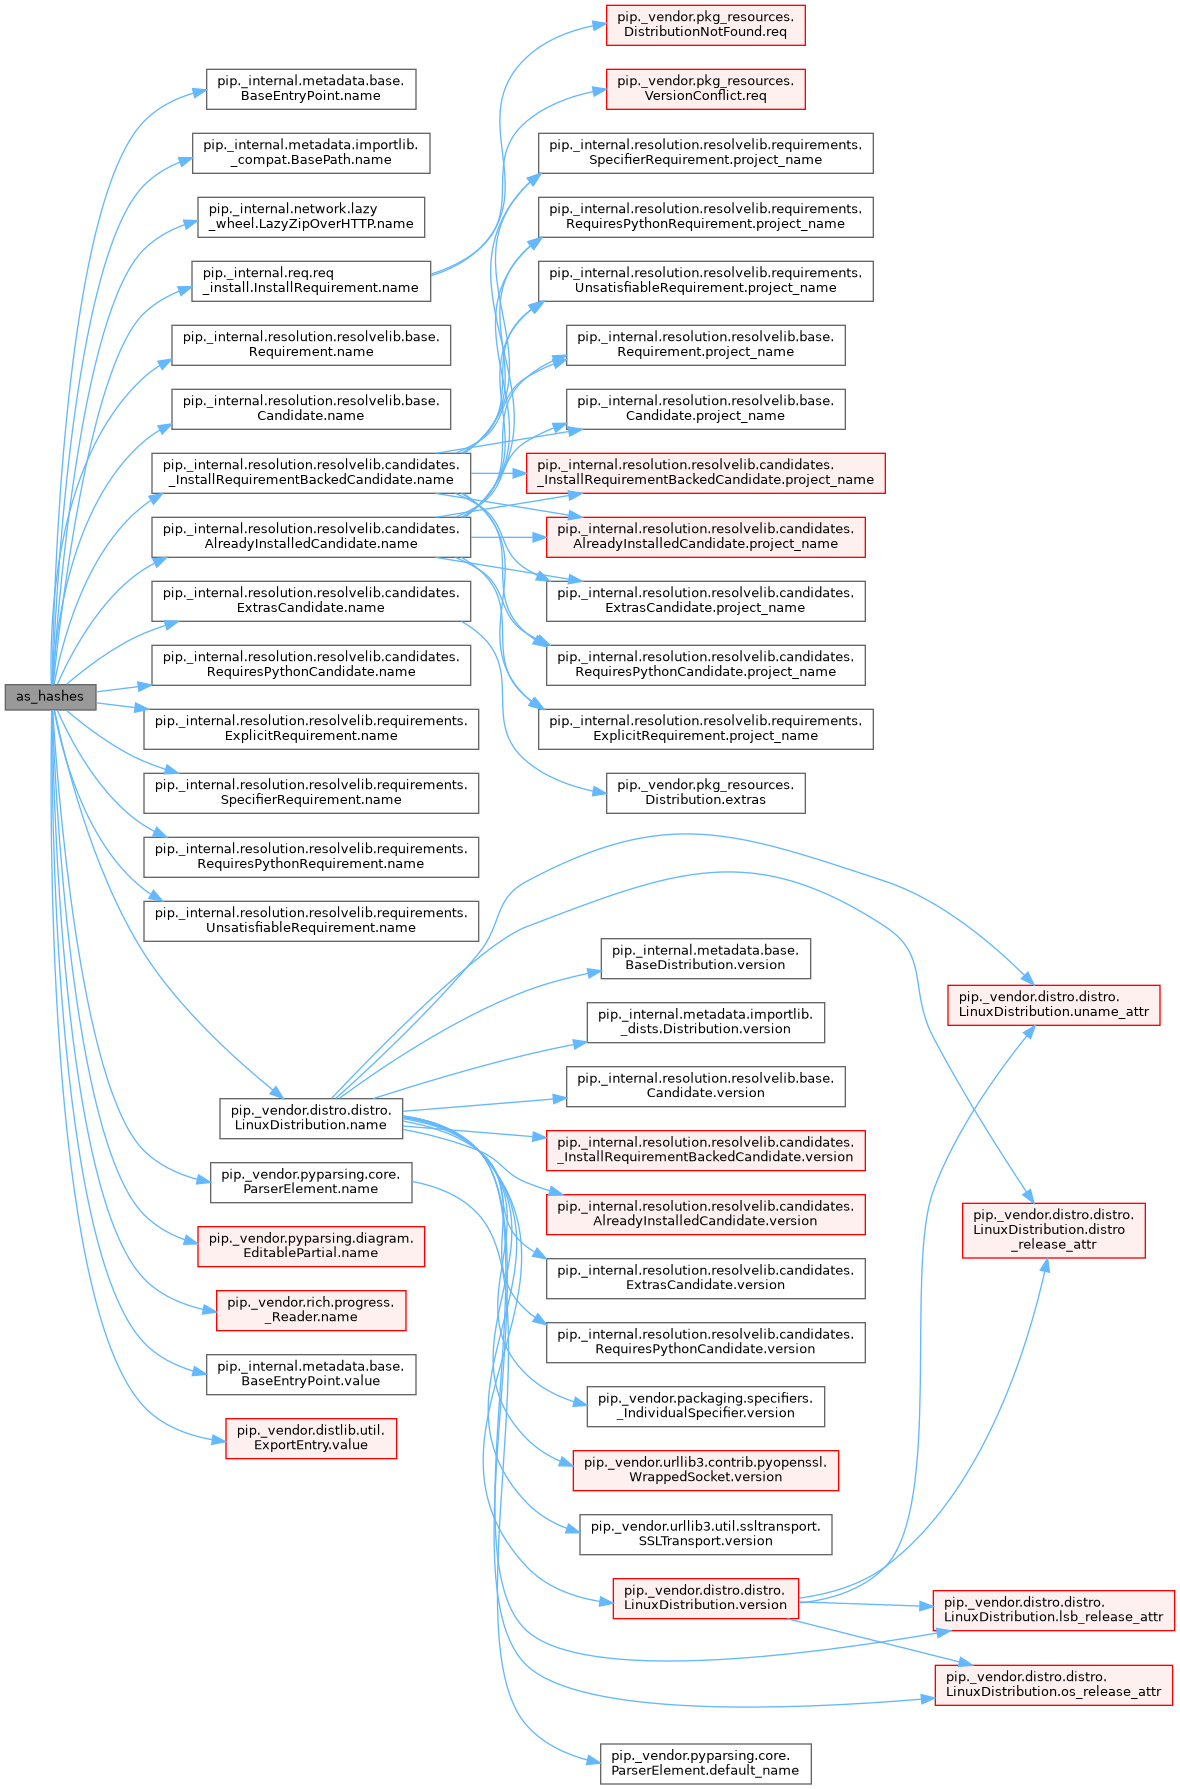 as_hashes
pip._internal.metadata.base.
BaseEntryPoint.name
pip._internal.metadata.importlib.
_compat.BasePath.name
pip._internal.network.lazy
_wheel.LazyZipOverHTTP.name
pip._internal.req.req
_install.InstallRequirement.name
pip._internal.resolution.resolvelib.base.
Requirement.name
pip._internal.resolution.resolvelib.base.
Candidate.name
pip._internal.resolution.resolvelib.candidates.
_InstallRequirementBackedCandidate.name
pip._internal.resolution.resolvelib.candidates.
AlreadyInstalledCandidate.name
pip._internal.resolution.resolvelib.candidates.
ExtrasCandidate.name
pip._internal.resolution.resolvelib.candidates.
RequiresPythonCandidate.name
pip._internal.resolution.resolvelib.requirements.
ExplicitRequirement.name
pip._internal.resolution.resolvelib.requirements.
SpecifierRequirement.name
pip._internal.resolution.resolvelib.requirements.
RequiresPythonRequirement.name
pip._internal.resolution.resolvelib.requirements.
UnsatisfiableRequirement.name
pip._vendor.distro.distro.
LinuxDistribution.name
pip._vendor.pyparsing.core.
ParserElement.name
pip._vendor.pyparsing.diagram.
EditablePartial.name
pip._vendor.rich.progress.
_Reader.name
pip._internal.metadata.base.
BaseEntryPoint.value
pip._vendor.distlib.util.
ExportEntry.value
pip._vendor.pkg_resources.
DistributionNotFound.req
pip._vendor.pkg_resources.
VersionConflict.req
pip._internal.resolution.resolvelib.requirements.
SpecifierRequirement.project_name
pip._internal.resolution.resolvelib.requirements.
RequiresPythonRequirement.project_name
pip._internal.resolution.resolvelib.requirements.
UnsatisfiableRequirement.project_name
pip._internal.resolution.resolvelib.base.
Requirement.project_name
pip._internal.resolution.resolvelib.base.
Candidate.project_name
pip._internal.resolution.resolvelib.candidates.
_InstallRequirementBackedCandidate.project_name
pip._internal.resolution.resolvelib.candidates.
AlreadyInstalledCandidate.project_name
pip._internal.resolution.resolvelib.candidates.
ExtrasCandidate.project_name
pip._internal.resolution.resolvelib.candidates.
RequiresPythonCandidate.project_name
pip._internal.resolution.resolvelib.requirements.
ExplicitRequirement.project_name
pip._vendor.pkg_resources.
Distribution.extras
pip._internal.metadata.base.
BaseDistribution.version
pip._internal.metadata.importlib.
_dists.Distribution.version
pip._internal.resolution.resolvelib.base.
Candidate.version
pip._internal.resolution.resolvelib.candidates.
_InstallRequirementBackedCandidate.version
pip._internal.resolution.resolvelib.candidates.
AlreadyInstalledCandidate.version
pip._internal.resolution.resolvelib.candidates.
ExtrasCandidate.version
pip._internal.resolution.resolvelib.candidates.
RequiresPythonCandidate.version
pip._vendor.packaging.specifiers.
_IndividualSpecifier.version
pip._vendor.urllib3.contrib.pyopenssl.
WrappedSocket.version
pip._vendor.urllib3.util.ssltransport.
SSLTransport.version
pip._vendor.distro.distro.
LinuxDistribution.version
pip._vendor.pyparsing.core.
ParserElement.default_name
pip._vendor.distro.distro.
LinuxDistribution.uname_attr
pip._vendor.distro.distro.
LinuxDistribution.distro
_release_attr
pip._vendor.distro.distro.
LinuxDistribution.lsb_release_attr
pip._vendor.distro.distro.
LinuxDistribution.os_release_attr